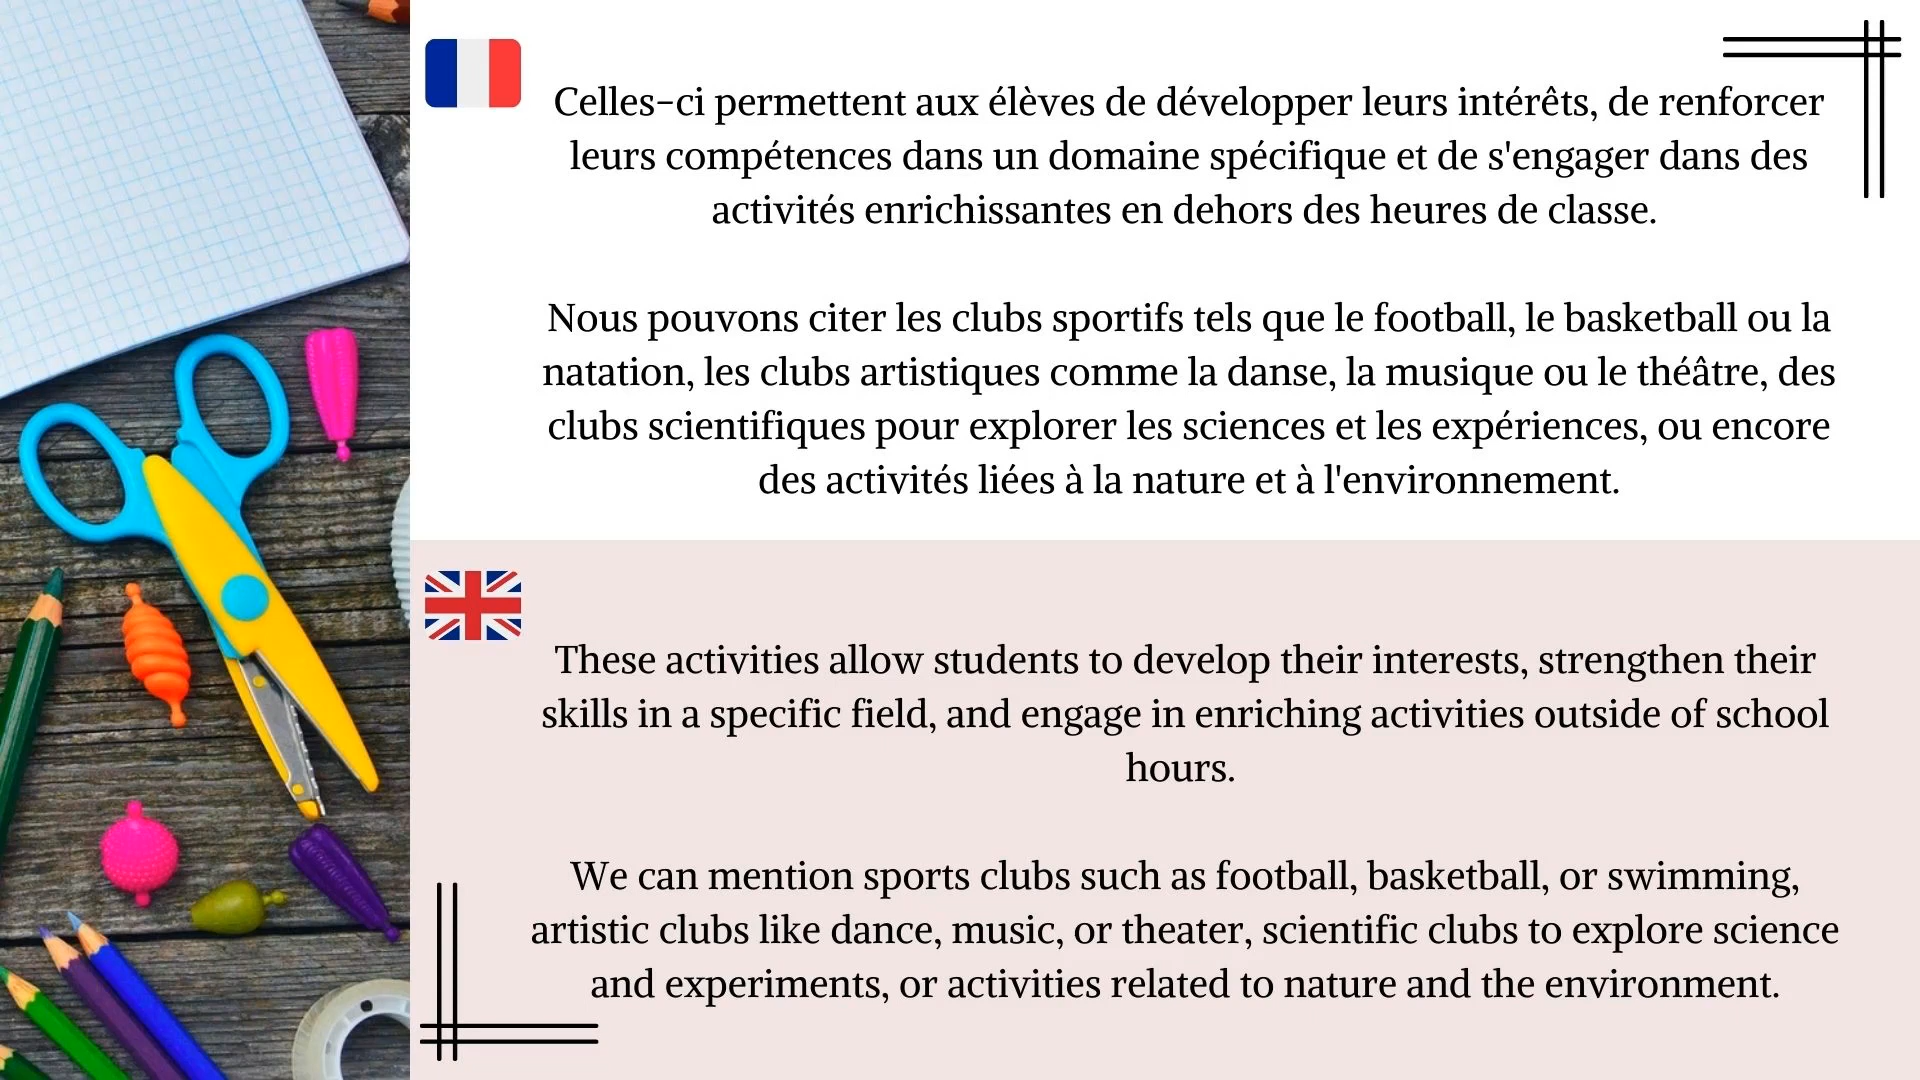 Celles-ci permettent aux élèves de développer leurs intérêts, de renforcer
leurs compétences dans un domaine spécifique et de s'engager dans des
activités enrichissantes en dehors des heures de classe.
Nous pouvons citer les clubs sportifs tels que le football, le basketball ou la
natation, les clubs artistiques comme la danse, la musique ou le théâtre, des
clubs scientifiques pour explorer les sciences et les expériences, ou encore
des activités liées à la nature et à l'environnement.
These activities allow students to develop their interests, strengthen their
skills in a specific field, and engage in enriching activities outside of school
hours.
We can mention sports clubs such as football, basketball, or swimming,
artistic clubs like dance, music, or theater, scientific clubs to explore science
and experiments, or activities related to nature and the environment.